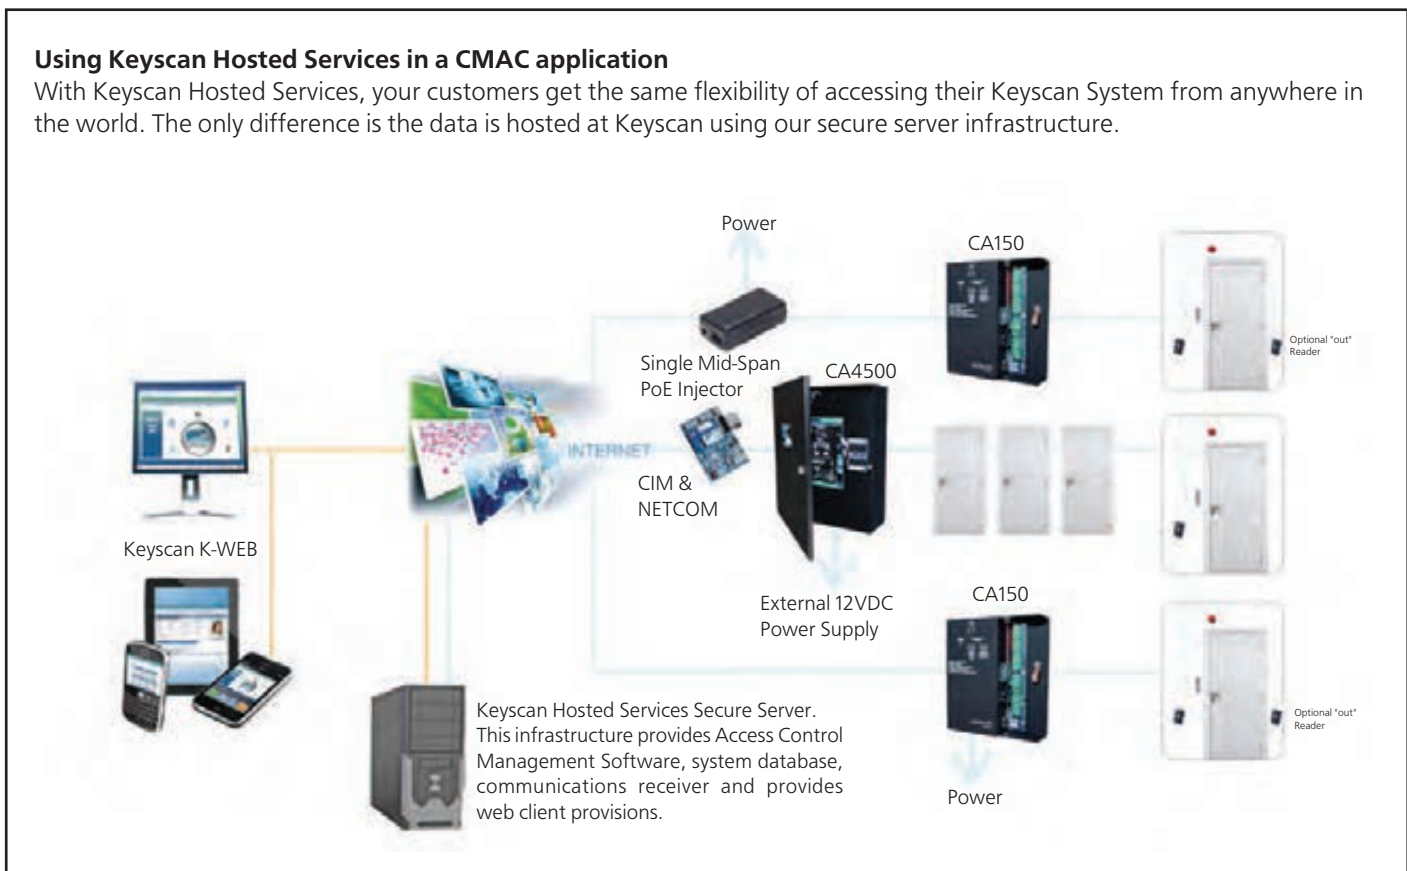 Using Keyscan Hosted Services in a CMAC application
With Keyscan Hosted Services, your customers get the same flexibility of accessing their Keyscan System from anywhere in
the world. The only difference is the data is hosted at Keyscan using our secure server infrastructure.
Power
CA150
Single Mid-Span
PoE Injector
CA4500
Optional "out"
Reader
INTERNET
CIM &
NETCOM
Keyscan K-WEB
External 12VDC
Power Supply
CA150
Keyscan Hosted Services Secure Server.
This infrastructure provides Access Control
Management Software, system database,
communications receiver and provides
web client provisions.
Optional "out"
Reader
Power